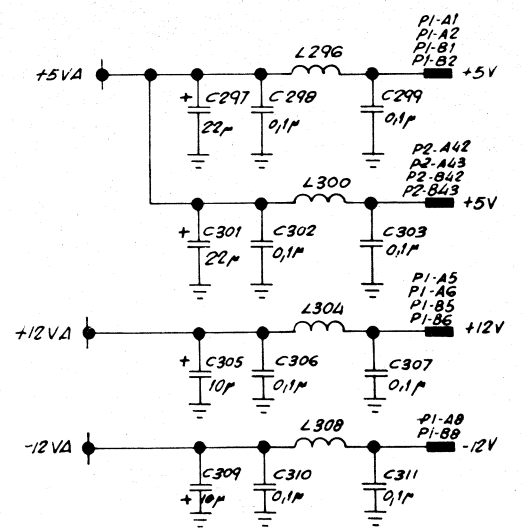 P1-A1
P1-A2
P1-B1
P1-B2
L296
+5VA
+5V
+ C297
22µ
C298
0,1µ
C299
0,1µ
P2-A42
P2-A43
P2-B42
P2-B43
L300
+5V
+ C301
22µ
C302
0,1µ
C303
0,1µ
P1-A5
P1-A6
P1-B5
P1-B6
L304
+12VA
+12V
+ C305
10µ
C306
0,1µ
C307
0,1µ
P1-A8
P1-B8
L308
-12VA
-12V
C309
+ 10µ
C310
0,1µ
C311
0,1µ